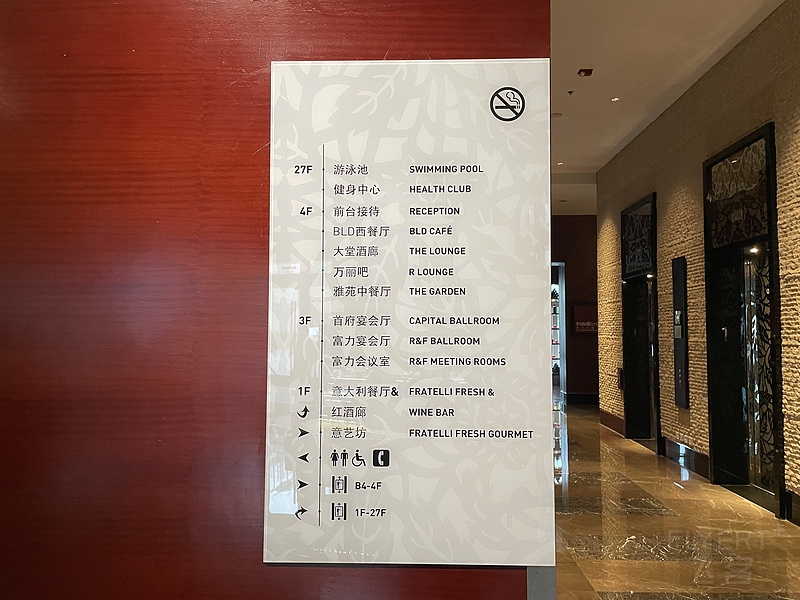 27F 游泳池 SWIMMING POOL
健身中心 HEALTH CLUB
4F 前台接待 RECEPTION
BLD西餐厅 BLD CAFÉ
大堂酒廊 THE LOUNGE
万丽吧 R LOUNGE
雅苑中餐厅 THE GARDEN
3F 首府宴会厅 CAPITAL BALLROOM
富力宴会厅 R&F BALLROOM
富力会议室 R&F MEETING ROOMS
1F 意大利餐厅& FRATELLI FRESH &
红酒廊 WINE BAR
意艺坊 FRATELLI FRESH GOURMET
B4-4F
1F-27F